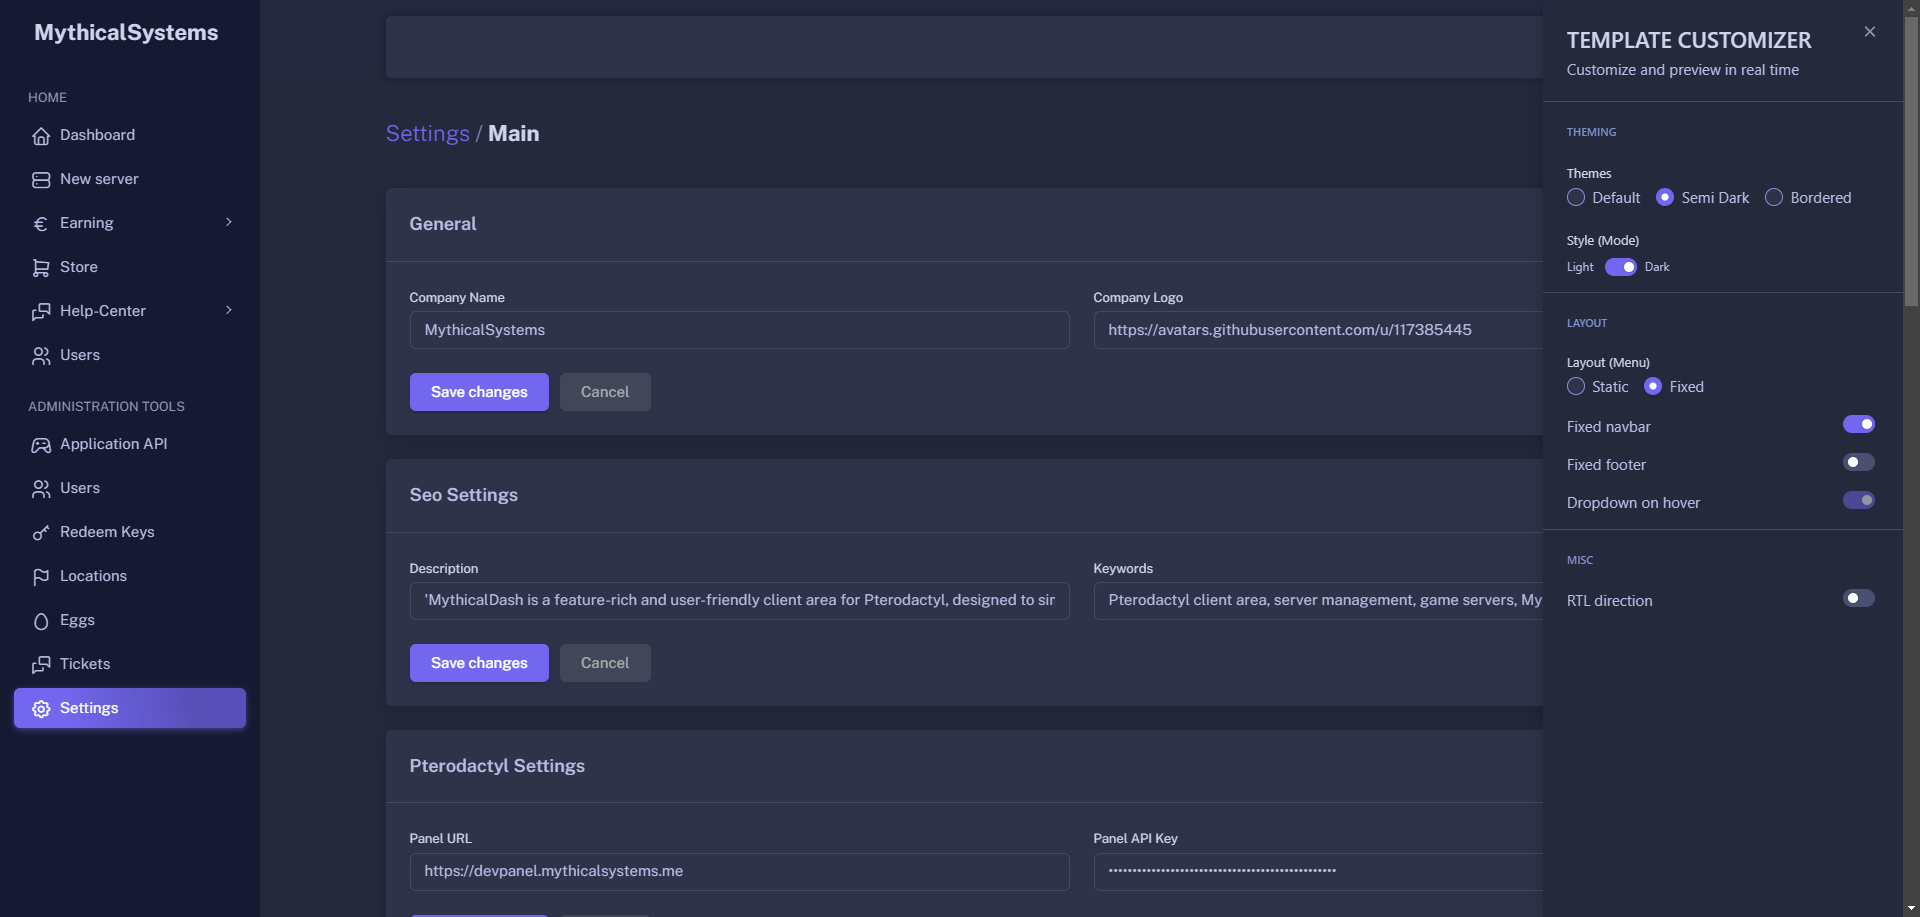 MythicalSystems
HOME
Dashboard
New server
Earning
Store
Help-Center
Users
ADMINISTRATION TOOLS
Application API
Users
Redeem Keys
Locations
Eggs
Tickets
Settings
Settings / Main
General
Company Name
MythicalSystems
Company Logo
https://avatars.githubusercontent.com/u/117385445
Save changes
Cancel
Seo Settings
Description
'MythicalDash is a feature-rich and user-friendly client area for Pterodactyl, designed to sir
Keywords
Pterodactyl client area, server management, game servers, My
Save changes
Cancel
Pterodactyl Settings
Panel URL
https://devpanel.mythicalsystems.me
Panel API Key
TEMPLATE CUSTOMIZER
Customize and preview in real time
THEMING
Themes
Default
Semi Dark
Bordered
Style (Mode)
Light
Dark
LAYOUT
Layout (Menu)
Static
Fixed
Fixed navbar
Fixed footer
Dropdown on hover
MISC
RTL direction